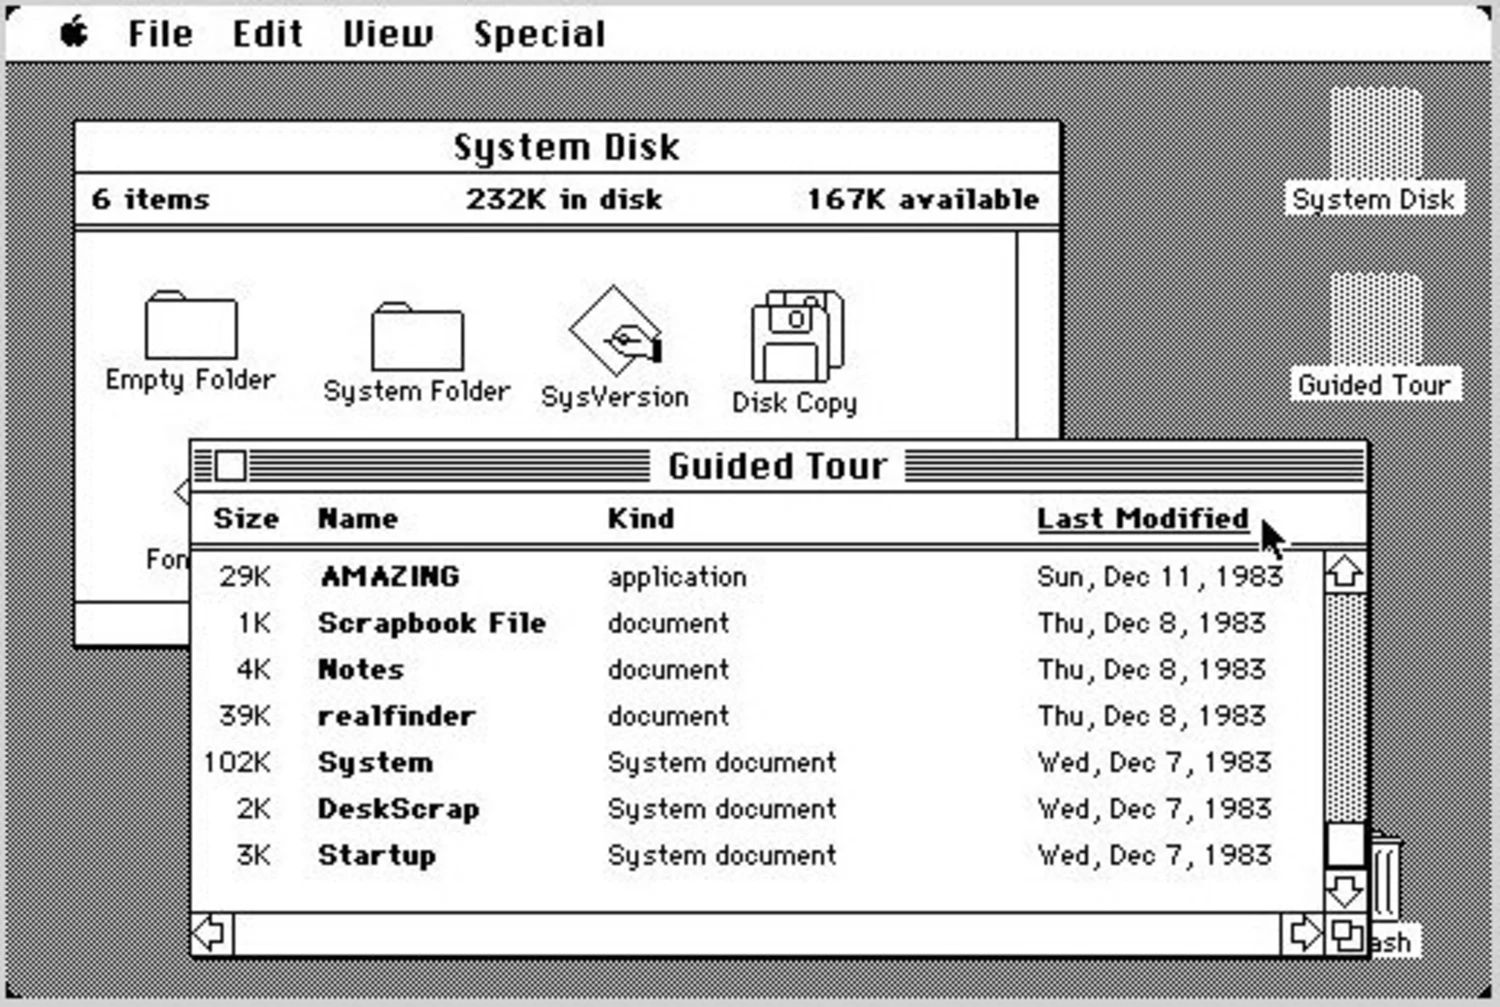 File Edit View Special
System Disk
6 items 232K in disk 167K available
Empty Folder System Folder SysVersion Disk Copy
System Disk
Guided Tour
Guided Tour
Size Name Kind Last Modified
29K AMAZING application Sun, Dec 11, 1983
1K Scrapbook File document Thu, Dec 8, 1983
4K Notes document Thu, Dec 8, 1983
39K realfinder document Thu, Dec 8, 1983
102K System System document Wed, Dec 7, 1983
2K DeskScrap System document Wed, Dec 7, 1983
3K Startup System document Wed, Dec 7, 1983